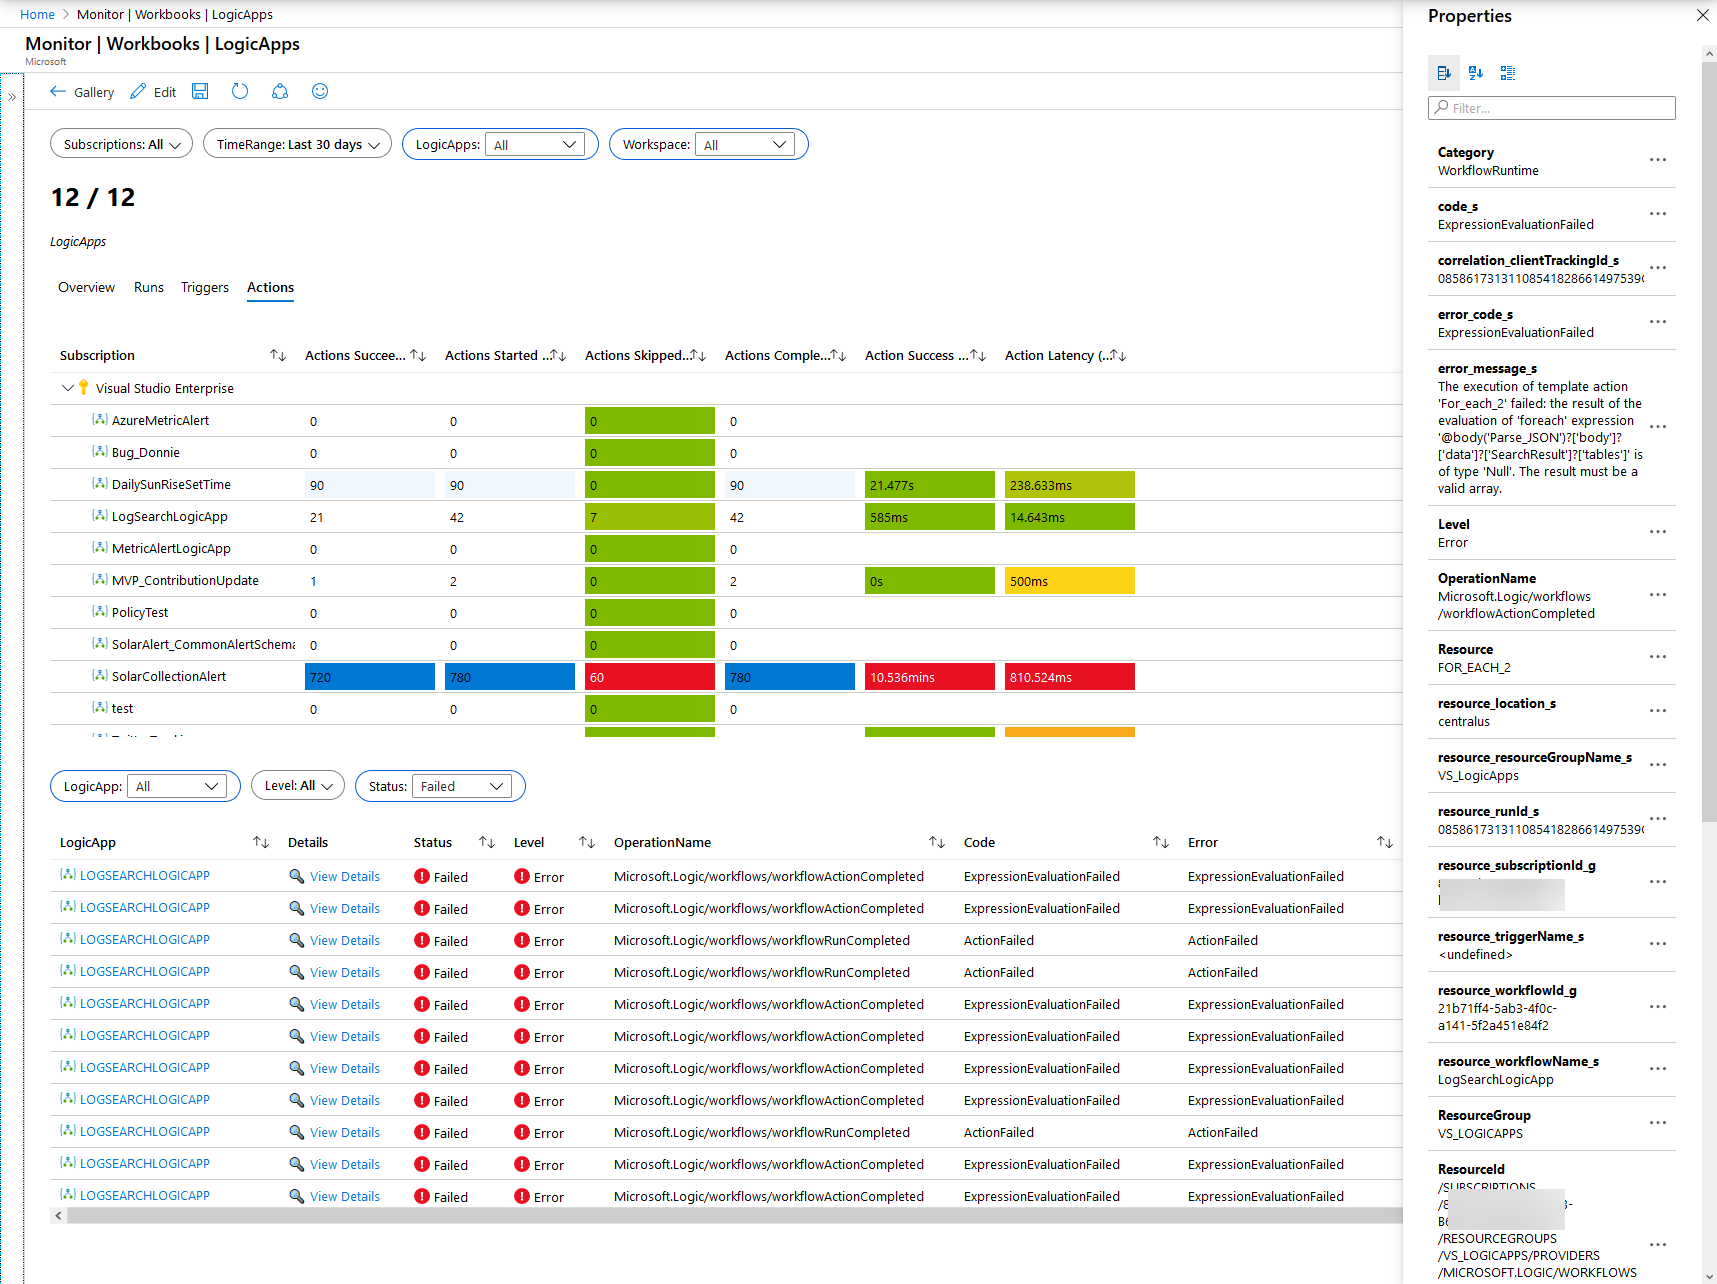 Home > Monitor | Workbooks | LogicApps
Monitor | Workbooks | LogicApps
Microsoft
Gallery Edit
Subscriptions: All
TimeRange: Last 30 days
LogicApps: All
Workspace: All
12 / 12
LogicApps
Overview Runs Triggers Actions
Subscription Actions Succee... Actions Started ... Actions Skipped... Actions Comple... Action Success ... Action Latency (...
Visual Studio Enterprise
AzureMetricAlert 0 0 0 0
Bug_Donnie 0 0 0 0
DailySunRiseSetTime 90 90 0 90 21.477s 238.633ms
LogSearchLogicApp 21 42 7 42 585ms 14.643ms
MetricAlertLogicApp 0 0 0 0
MVP_ContributionUpdate 1 2 0 2 0s 500ms
PolicyTest 0 0 0 0
SolarAlert_CommonAlertSchema 0 0 0 0
SolarCollectionAlert 720 780 60 780 10.536mins 810.524ms
test 0 0 0 0
LogicApp: All
Level: All
Status: Failed
LogicApp Details Status Level OperationName Code Error
LOGSEARCHLOGICAPP View Details Failed Error Microsoft.Logic/workflows/workflowActionCompleted ExpressionEvaluationFailed ExpressionEvaluationFailed
LOGSEARCHLOGICAPP View Details Failed Error Microsoft.Logic/workflows/workflowActionCompleted ExpressionEvaluationFailed ExpressionEvaluationFailed
LOGSEARCHLOGICAPP View Details Failed Error Microsoft.Logic/workflows/workflowRunCompleted ActionFailed ActionFailed
LOGSEARCHLOGICAPP View Details Failed Error Microsoft.Logic/workflows/workflowRunCompleted ActionFailed ActionFailed
LOGSEARCHLOGICAPP View Details Failed Error Microsoft.Logic/workflows/workflowActionCompleted ExpressionEvaluationFailed ExpressionEvaluationFailed
LOGSEARCHLOGICAPP View Details Failed Error Microsoft.Logic/workflows/workflowActionCompleted ExpressionEvaluationFailed ExpressionEvaluationFailed
LOGSEARCHLOGICAPP View Details Failed Error Microsoft.Logic/workflows/workflowActionCompleted ExpressionEvaluationFailed ExpressionEvaluationFailed
LOGSEARCHLOGICAPP View Details Failed Error Microsoft.Logic/workflows/workflowActionCompleted ExpressionEvaluationFailed ExpressionEvaluationFailed
LOGSEARCHLOGICAPP View Details Failed Error Microsoft.Logic/workflows/workflowRunCompleted ActionFailed ActionFailed
LOGSEARCHLOGICAPP View Details Failed Error Microsoft.Logic/workflows/workflowActionCompleted ExpressionEvaluationFailed ExpressionEvaluationFailed
LOGSEARCHLOGICAPP View Details Failed Error Microsoft.Logic/workflows/workflowActionCompleted ExpressionEvaluationFailed ExpressionEvaluationFailed
Properties
Filter...
Category
WorkflowRuntime
code_s
ExpressionEvaluationFailed
correlation_clientTrackingId_s
08586173131108541828661497539
error_code_s
ExpressionEvaluationFailed
error_message_s
The execution of template action
'For_each_2' failed: the result of the
evaluation of 'foreach' expression
'@body('Parse_JSON')?['body']?
['data']?['SearchResult']?['tables']' is
of type 'Null'. The result must be a
valid array.
Level
Error
OperationName
Microsoft.Logic/workflows
/workflowActionCompleted
Resource
FOR_EACH_2
resource_location_s
centralus
resource_resourceGroupName_s
VS_LogicApps
resource_runId_s
08586173131108541828661497539
resource_subscriptionId_g
resource_triggerName_s
<undefined>
resource_workflowId_g
21b71ff4-5ab3-4f0c-
a141-5f2a451e84f2
resource_workflowName_s
LogSearchLogicApp
ResourceGroup
VS_LOGICAPPS
ResourceId
/SUBSCRIPTIONS
/RESOURCEGROUPS
/VS_LOGICAPPS/PROVIDERS
/MICROSOFT.LOGIC/WORKFLOWS